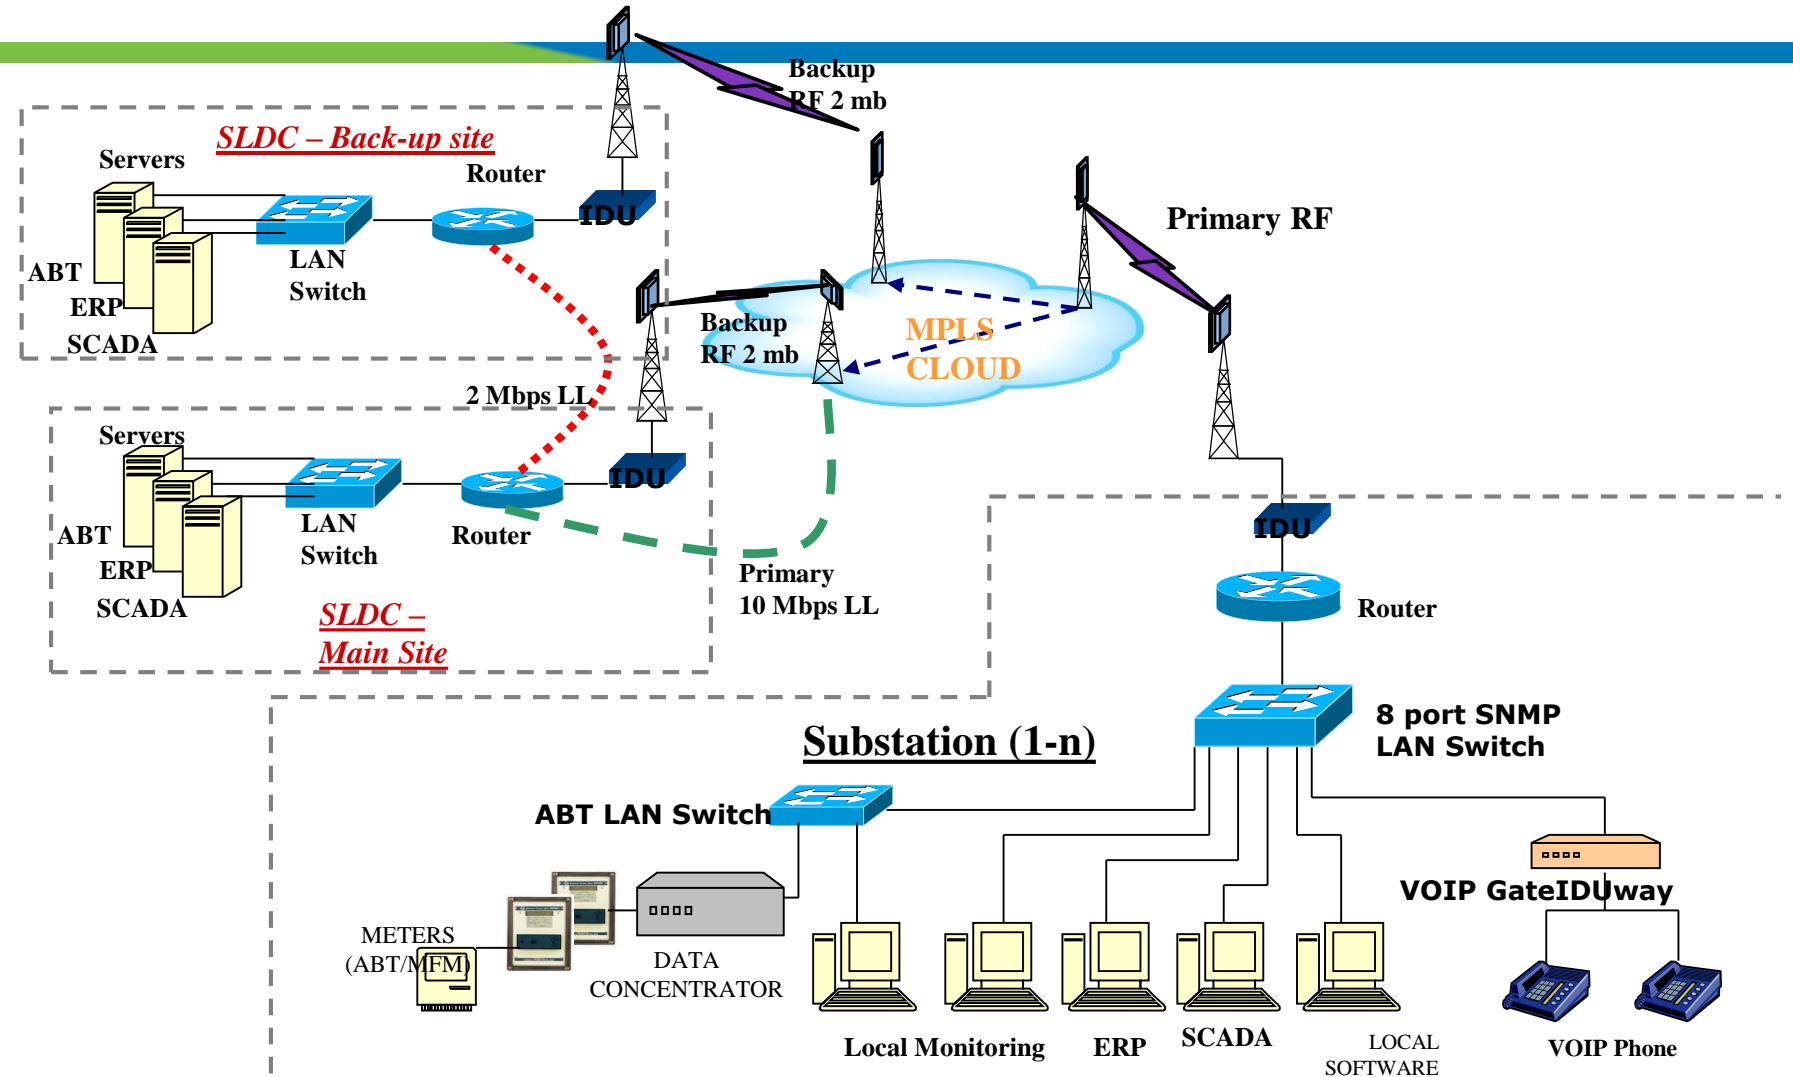 Backup
RF 2 mb
SLDC – Back-up site
Servers
Router
IDU
LAN
Switch
ABT
ERP
SCADA
Primary RF
Backup
RF 2 mb
MPLS
CLOUD
2 Mbps LL
Servers
IDU
LAN
Switch
Router
ABT
ERP
SCADA
SLDC –
Main Site
Primary
10 Mbps LL
IDU
Router
8 port SNMP
LAN Switch
Substation (1-n)
ABT LAN Switch
VOIP GateIDUway
METERS
(ABT/MFM)
DATA
CONCENTRATOR
Local Monitoring
ERP
SCADA
LOCAL
SOFTWARE
VOIP Phone